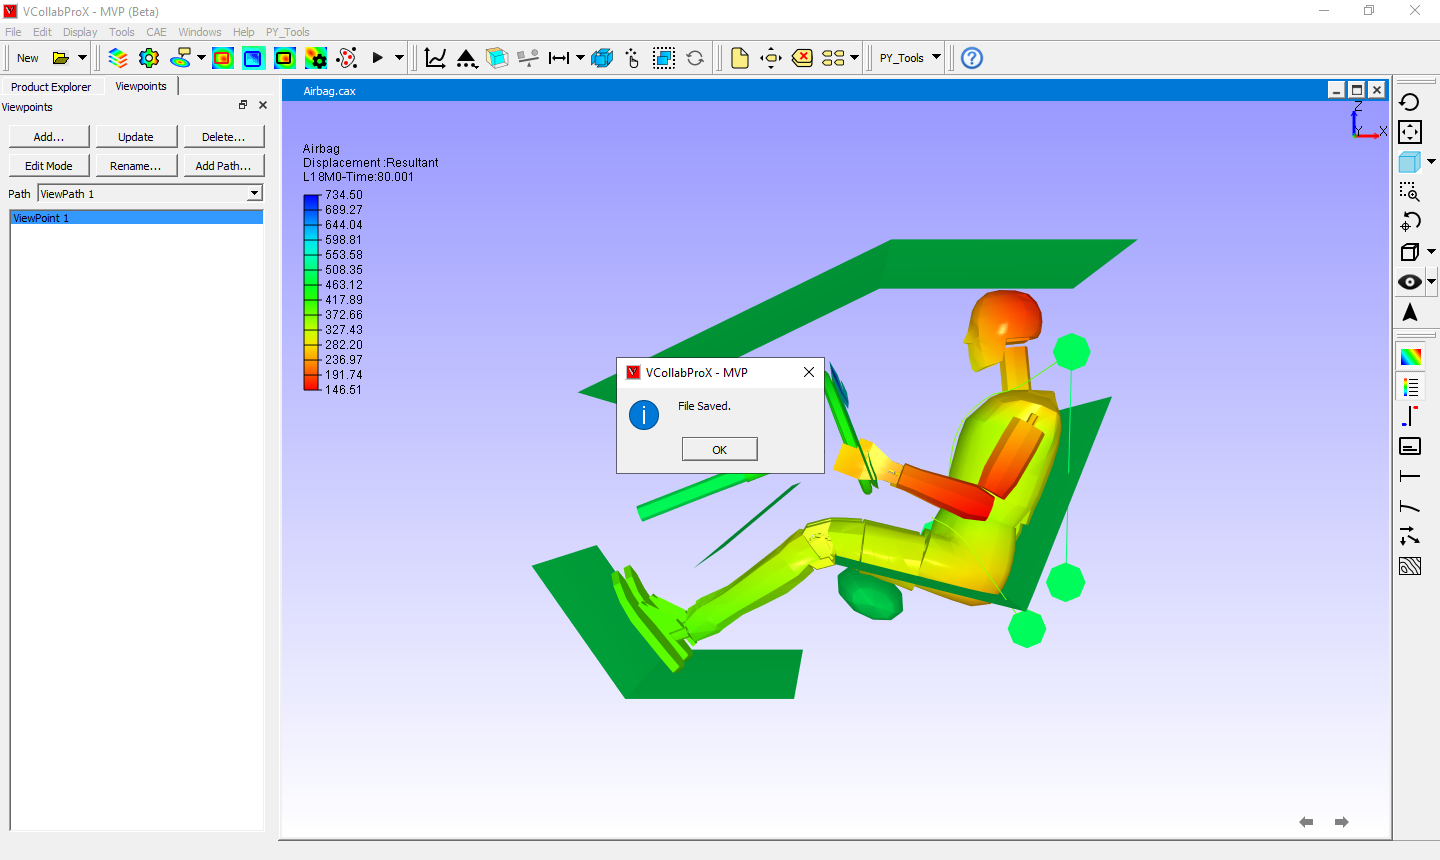 VCollabProX - MVP (Beta)
File Edit Display Tools CAE Windows Help PY_Tools
New
PY_Tools
Product Explorer Viewpoints
Viewpoints
Add... Update Delete...
Edit Mode Rename... Add Path...
Path ViewPath 1
ViewPoint 1
Airbag.cax
Z
Y X
Airbag
Displacement :Resultant
L18M0-Time:80.001
734.50
689.27
644.04
598.81
553.58
508.35
463.12
417.89
372.66
327.43
282.20
236.97
191.74
146.51
VCollabProX - MVP
File Saved.
OK